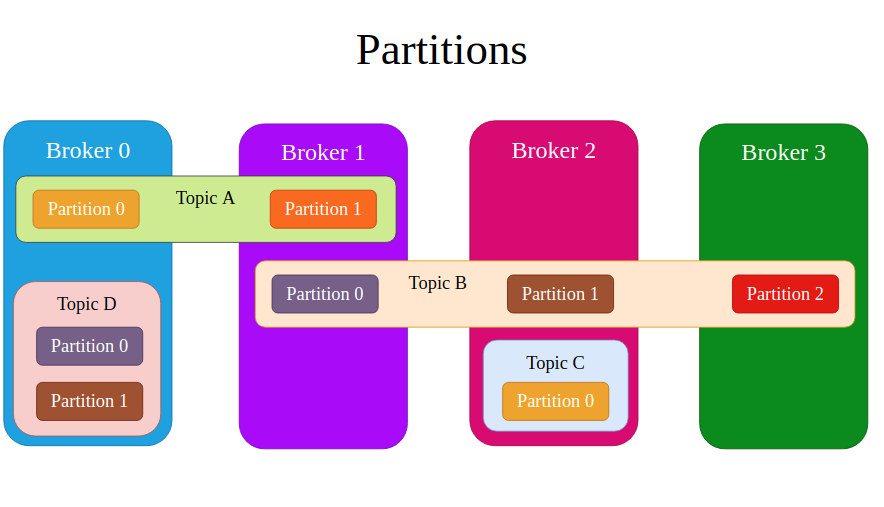 Partitions
Broker 0
Broker 1
Broker 2
Broker 3
Topic A
Partition 0
Partition 1
Topic B
Partition 0
Partition 1
Partition 2
Topic D
Partition 0
Partition 1
Topic C
Partition 0